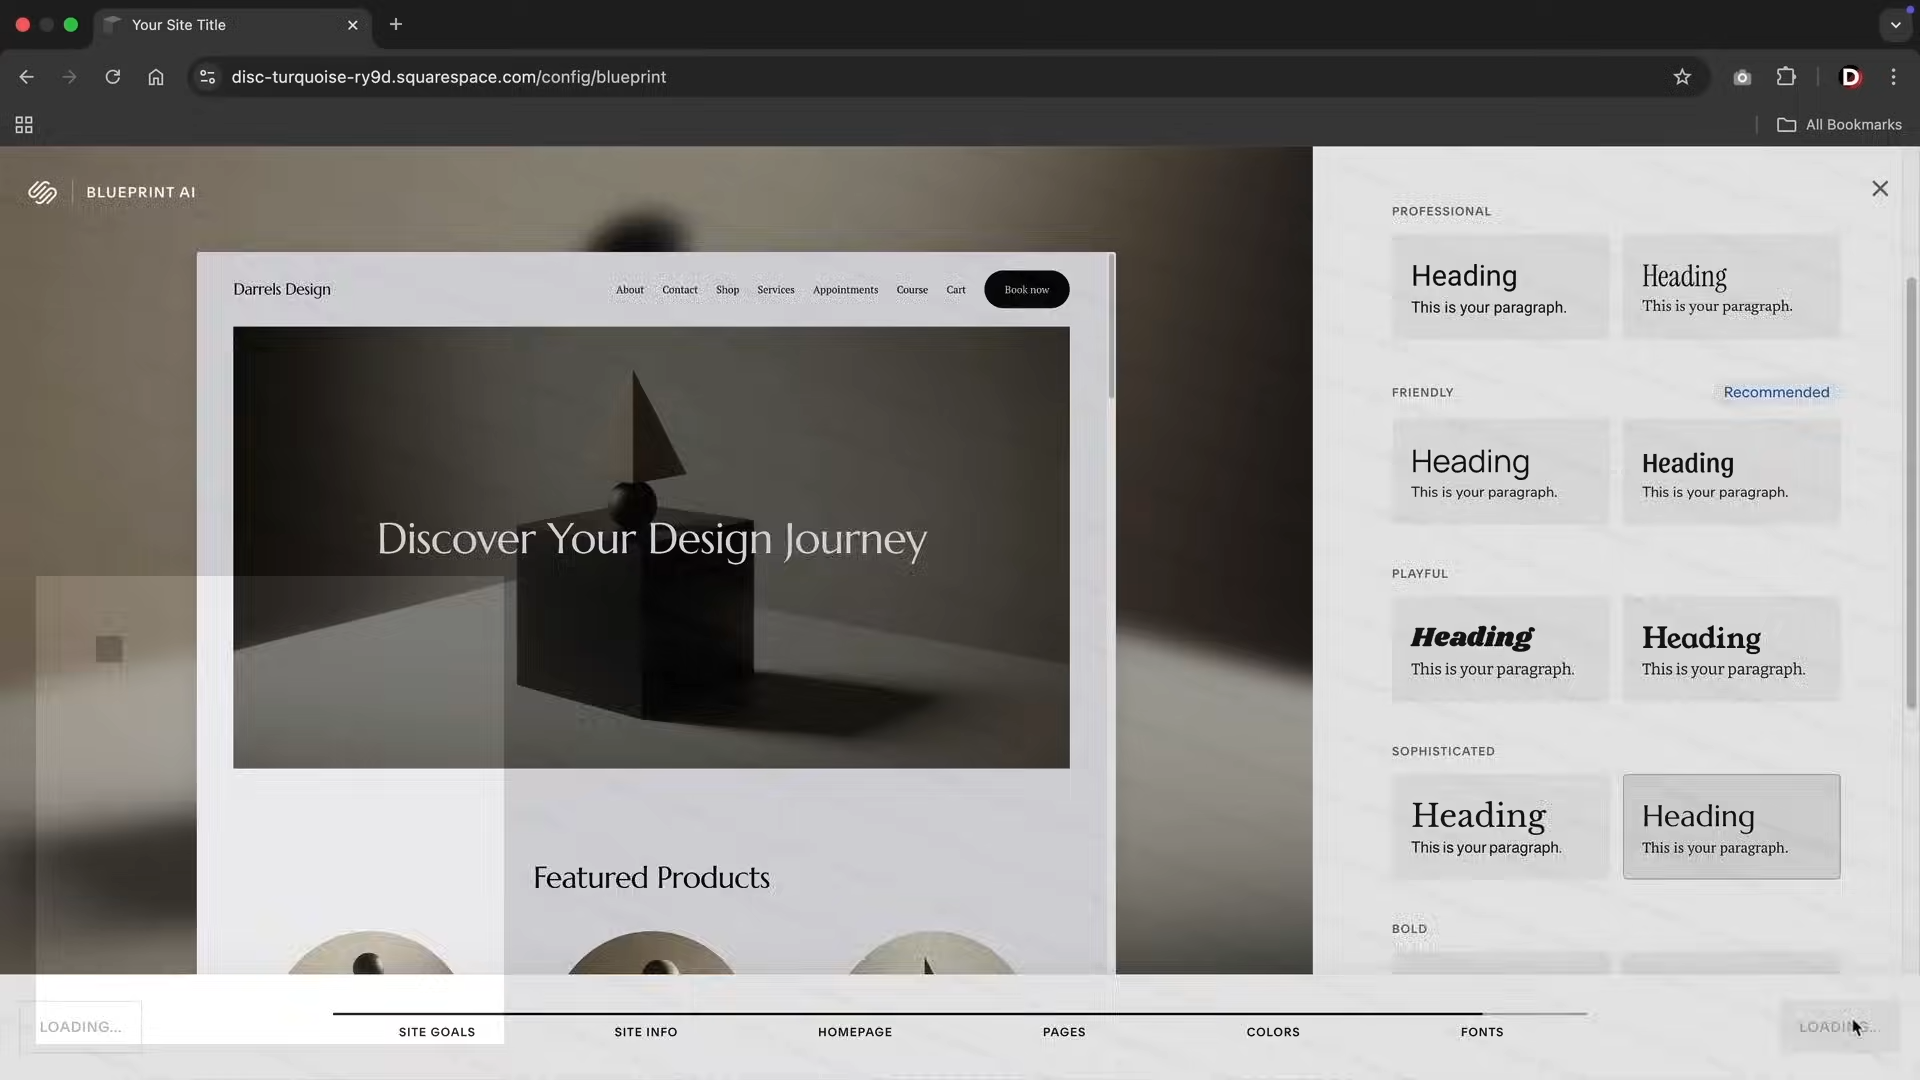 Your Site Title
disc-turquoise-ry9d.squarespace.com/config/blueprint
D
All Bookmarks
BLUEPRINT AI
Darrels Design
About Contact Shop Services Appointments Course Cart Book now
Discover Your Design Journey
Featured Products
PROFESSIONAL
Heading
This is your paragraph.
Heading
This is your paragraph.
FRIENDLY
Recommended
Heading
This is your paragraph.
Heading
This is your paragraph.
PLAYFUL
Heading
This is your paragraph.
Heading
This is your paragraph.
SOPHISTICATED
Heading
This is your paragraph.
Heading
This is your paragraph.
BOLD
LOADING...
SITE GOALS SITE INFO HOMEPAGE PAGES COLORS FONTS
LOADING...